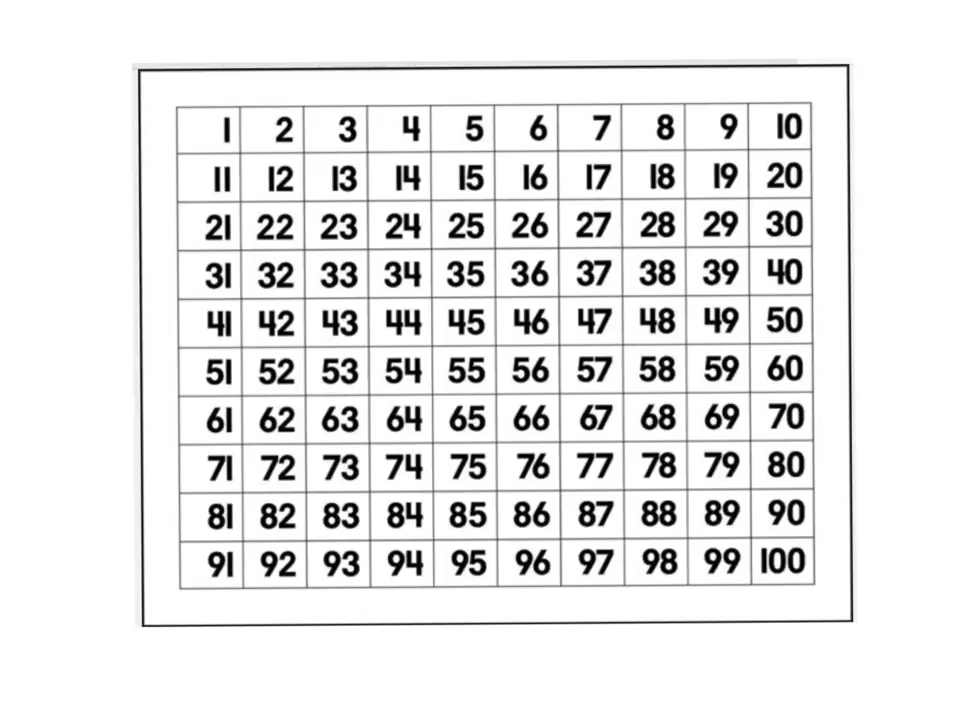 1 2 3 4 5 6 7 8 9 10
11 12 13 14 15 16 17 18 19 20
21 22 23 24 25 26 27 28 29 30
31 32 33 34 35 36 37 38 39 40
41 42 43 44 45 46 47 48 49 50
51 52 53 54 55 56 57 58 59 60
61 62 63 64 65 66 67 68 69 70
71 72 73 74 75 76 77 78 79 80
81 82 83 84 85 86 87 88 89 90
91 92 93 94 95 96 97 98 99 100